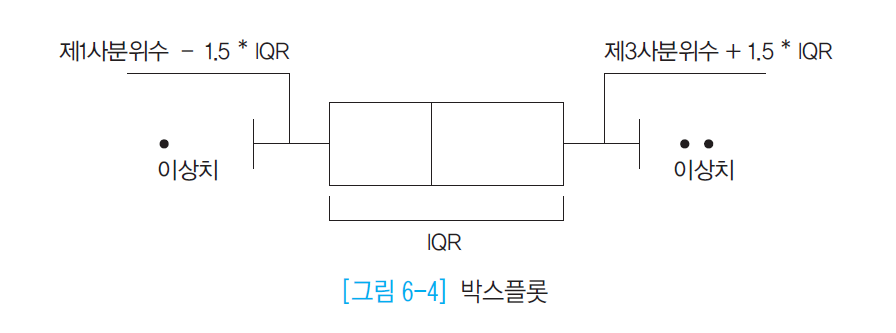 제1사분위수 - 1.5 * IQR
제3사분위수 + 1.5 * IQR
이상치
이상치
IQR
[그림 6-4] 박스플롯